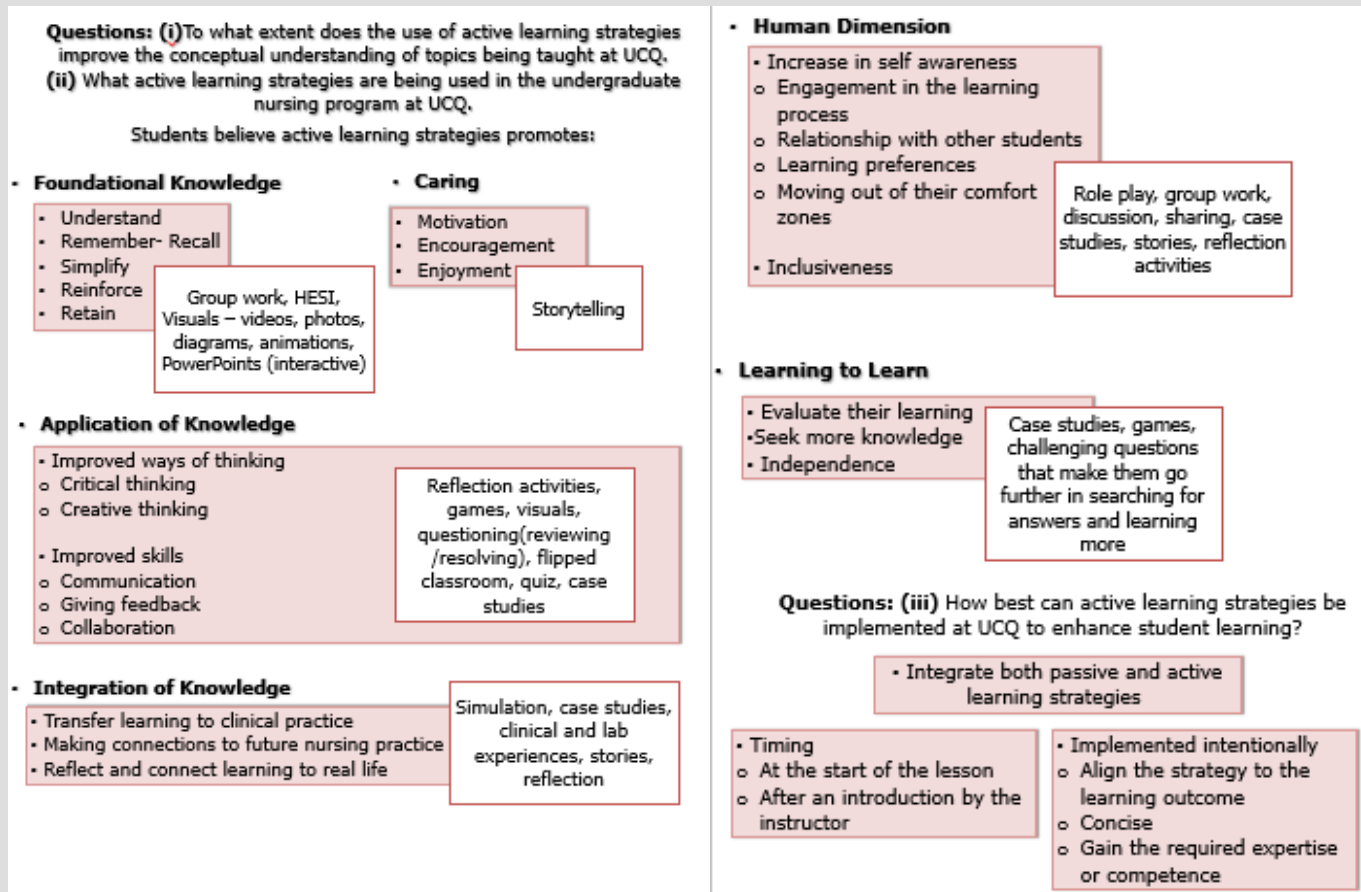 Questions: (i)To what extent does the use of active learning strategies
improve the conceptual understanding of topics being taught at UCQ.
(ii) What active learning strategies are being used in the undergraduate
nursing program at UCQ.
Students believe active learning strategies promotes:
▪ Foundational Knowledge
▪ Understand
▪ Remember- Recall
▪ Simplify
▪ Reinforce
▪ Retain
Group work, HESI,
Visuals – videos, photos,
diagrams, animations,
PowerPoints (interactive)
▪ Caring
▪ Motivation
▪ Encouragement
▪ Enjoyment
Storytelling
▪ Application of Knowledge
▪ Improved ways of thinking
o Critical thinking
o Creative thinking
▪ Improved skills
o Communication
o Giving feedback
o Collaboration
Reflection activities,
games, visuals,
questioning(reviewing
/resolving), flipped
classroom, quiz, case
studies
▪ Integration of Knowledge
▪ Transfer learning to clinical practice
▪ Making connections to future nursing practice
▪ Reflect and connect learning to real life
Simulation, case studies,
clinical and lab
experiences, stories,
reflection
▪ Human Dimension
▪ Increase in self awareness
o Engagement in the learning
process
o Relationship with other students
o Learning preferences
o Moving out of their comfort
zones
▪ Inclusiveness
Role play, group work,
discussion, sharing, case
studies, stories, reflection
activities
▪ Learning to Learn
▪ Evaluate their learning
▪Seek more knowledge
▪ Independence
Case studies, games,
challenging questions
that make them go
further in searching for
answers and learning
more
Questions: (iii) How best can active learning strategies be
implemented at UCQ to enhance student learning?
▪ Integrate both passive and active
learning strategies
▪ Timing
o At the start of the lesson
o After an introduction by the
instructor
▪ Implemented intentionally
o Align the strategy to the
learning outcome
o Concise
o Gain the required expertise
or competence